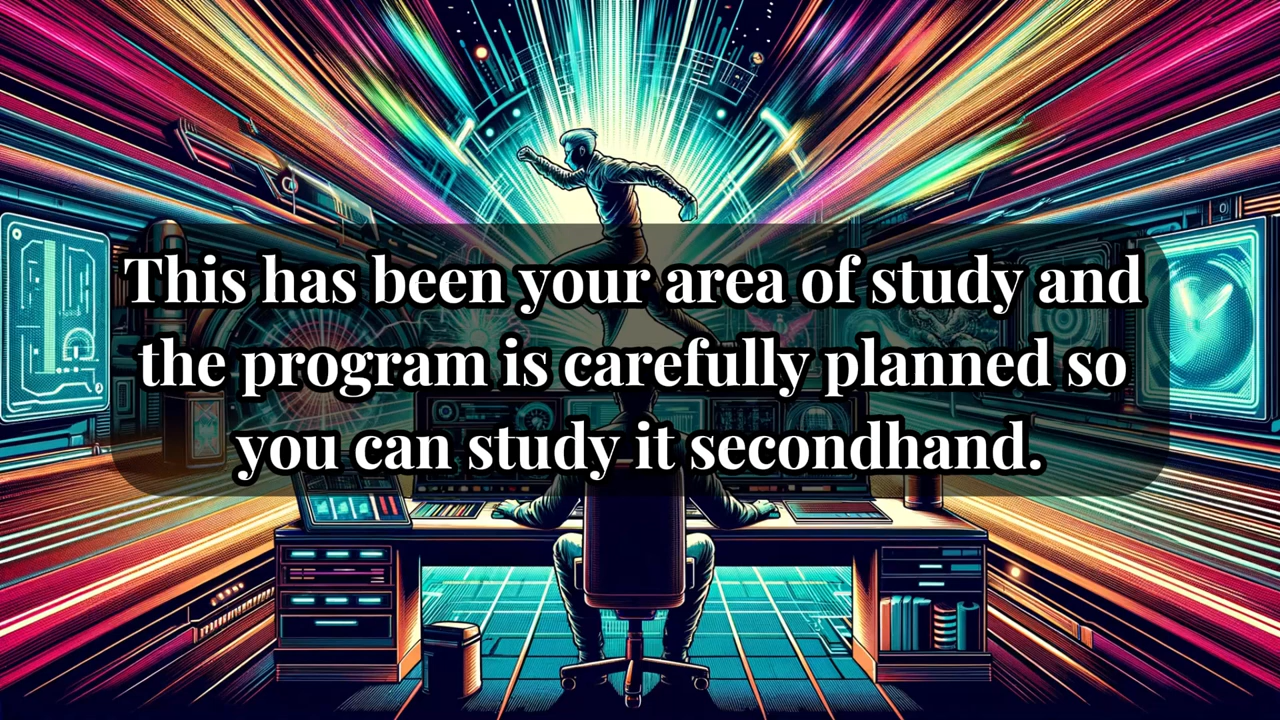 This has been your area of study and
the program is carefully planned so
you can study it secondhand.